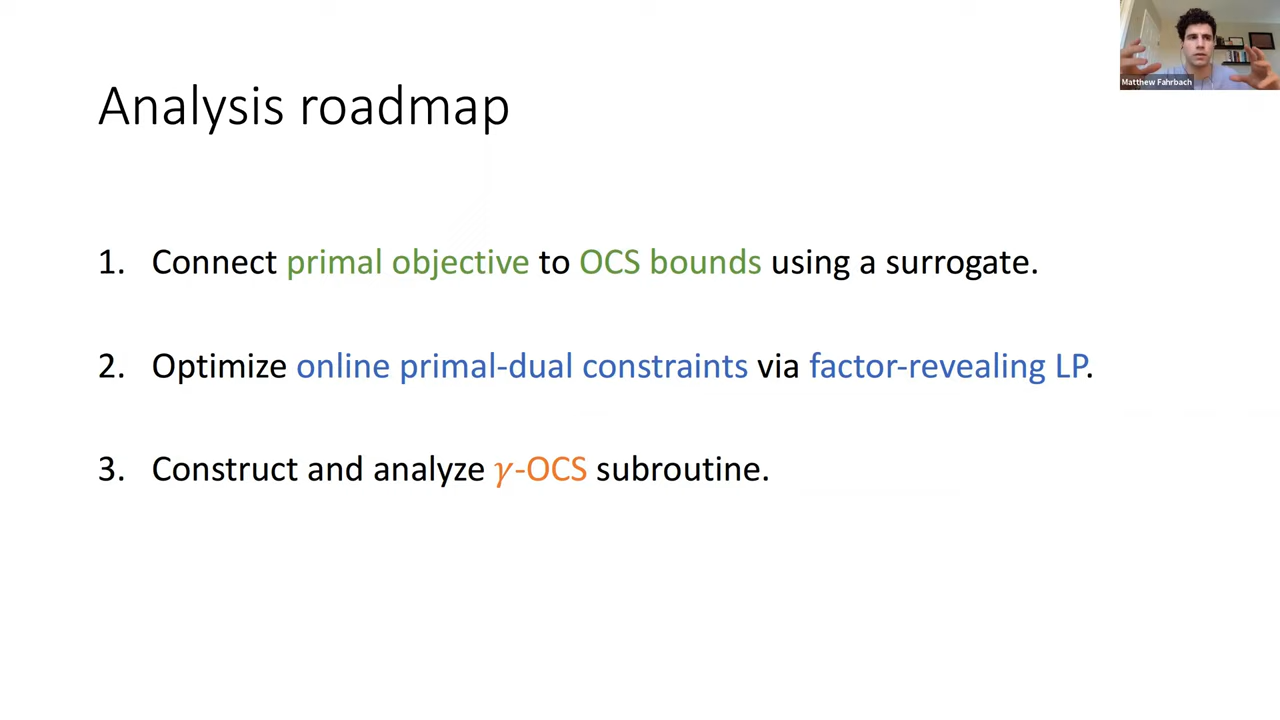 Matthew Fahrbach
Analysis roadmap
1. Connect primal objective to OCS bounds using a surrogate.
2. Optimize online primal-dual constraints via factor-revealing LP.
3. Construct and analyze γ-OCS subroutine.